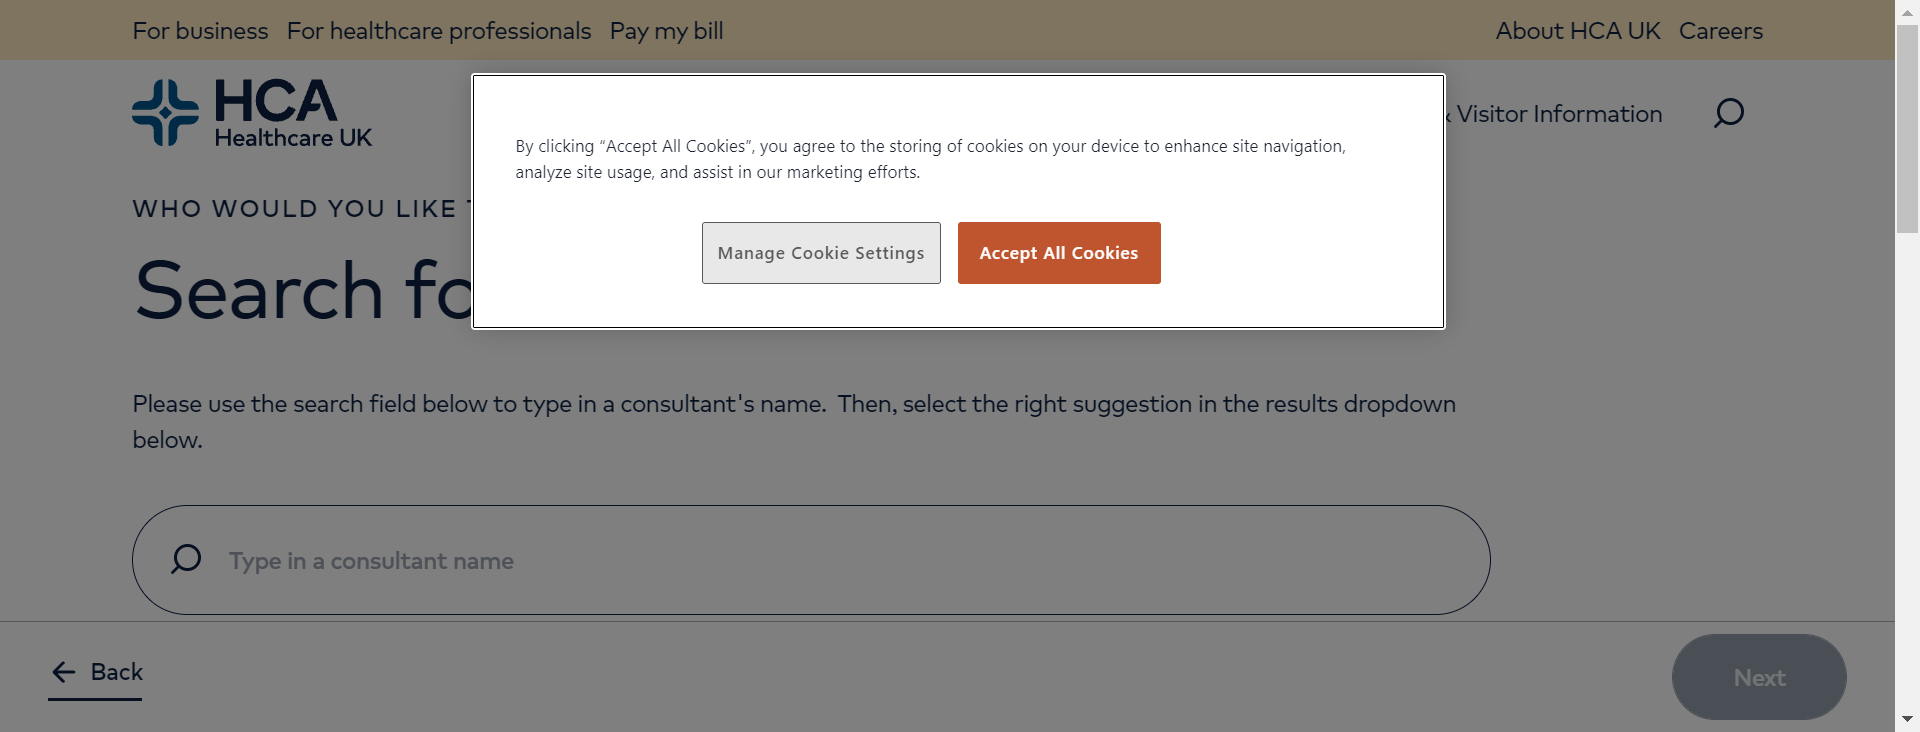 For business For healthcare professionals Pay my bill About HCA UK Careers
HCA
Healthcare UK
Visitor Information
By clicking “Accept All Cookies”, you agree to the storing of cookies on your device to enhance site navigation,
analyze site usage, and assist in our marketing efforts.
Manage Cookie Settings Accept All Cookies
WHO WOULD YOU LIKE
Search
Please use the search field below to type in a consultant's name.  Then, select the right suggestion in the results dropdown
below.
Type in a consultant name
Back
Next